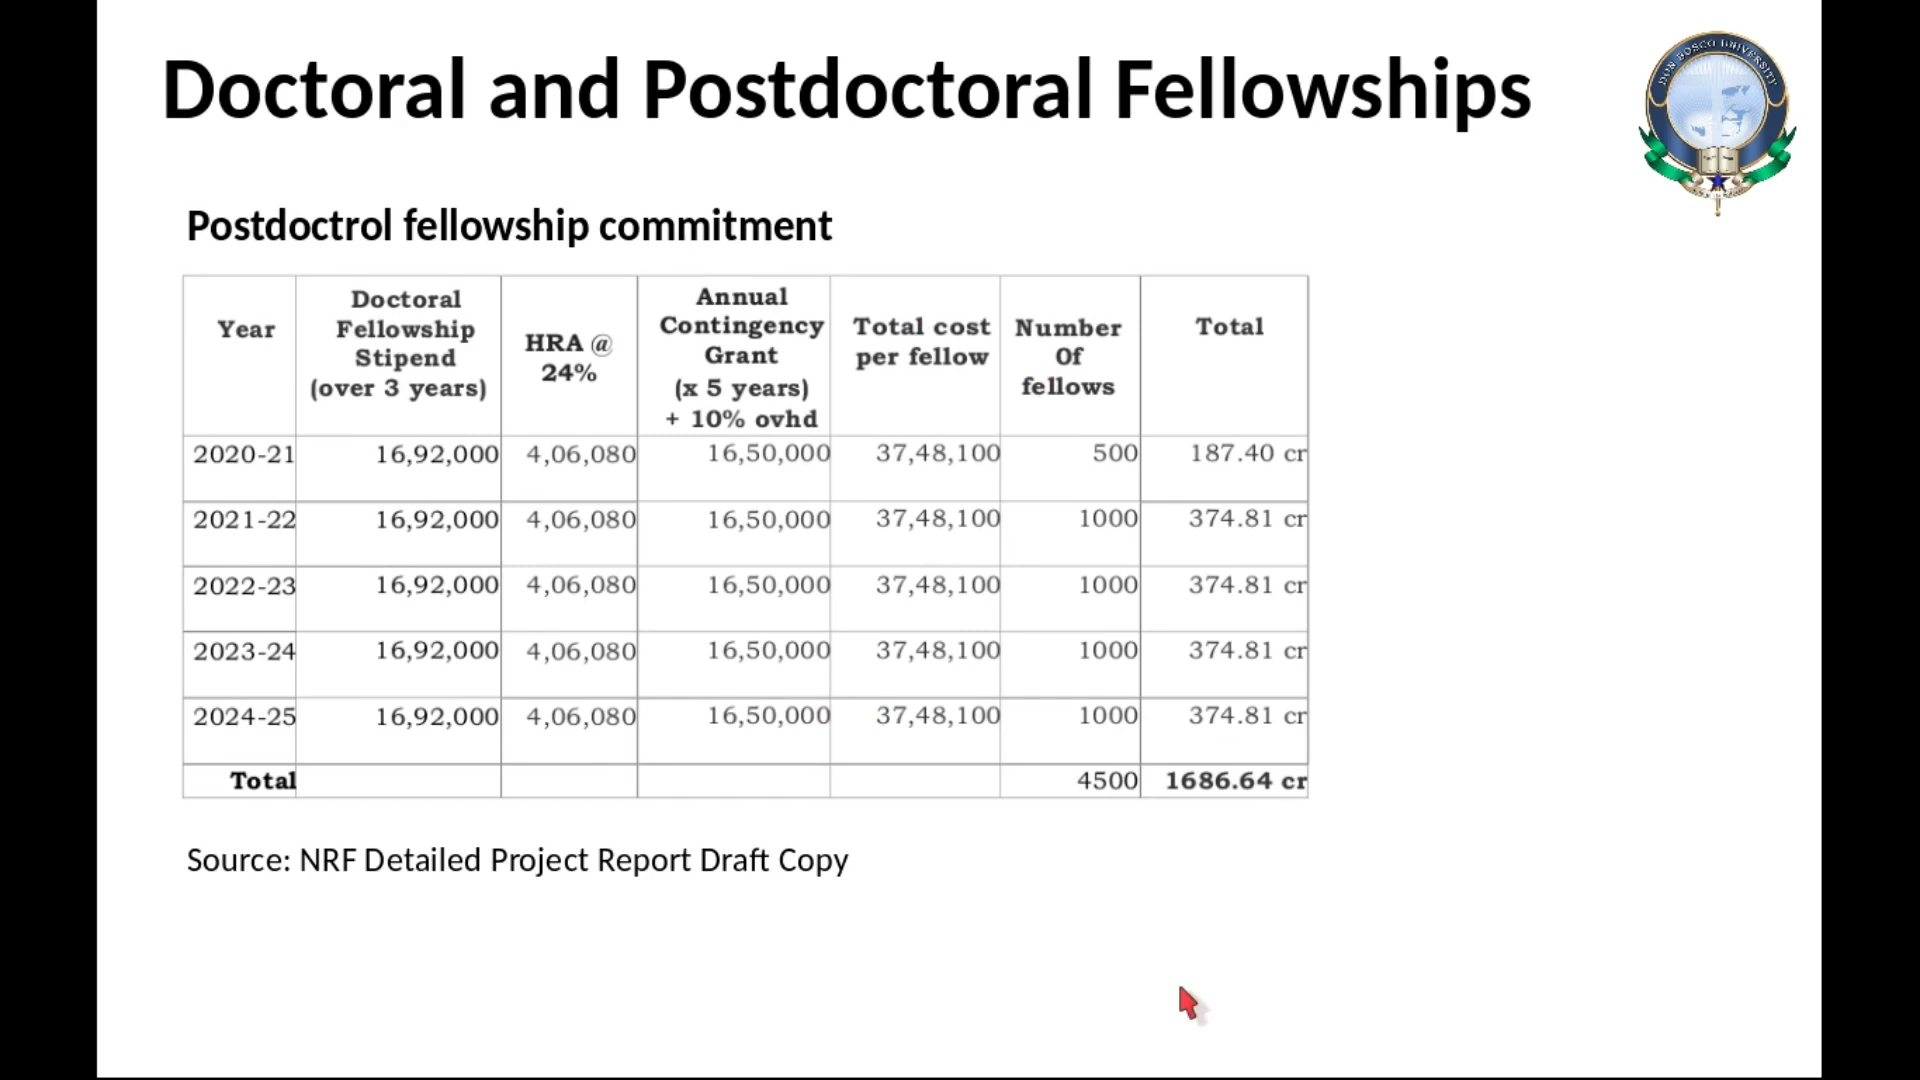 Doctoral and Postdoctoral Fellowships
DON BOSCO UNIVERSITY
Postdoctrol fellowship commitment
Year Doctoral Fellowship Stipend (over 3 years) HRA @ 24% Annual Contingency Grant (x 5 years) + 10% ovhd Total cost per fellow Number Of fellows Total
2020-21 16,92,000 4,06,080 16,50,000 37,48,100 500 187.40 cr
2021-22 16,92,000 4,06,080 16,50,000 37,48,100 1000 374.81 cr
2022-23 16,92,000 4,06,080 16,50,000 37,48,100 1000 374.81 cr
2023-24 16,92,000 4,06,080 16,50,000 37,48,100 1000 374.81 cr
2024-25 16,92,000 4,06,080 16,50,000 37,48,100 1000 374.81 cr
Total 4500 1686.64 cr
Source: NRF Detailed Project Report Draft Copy